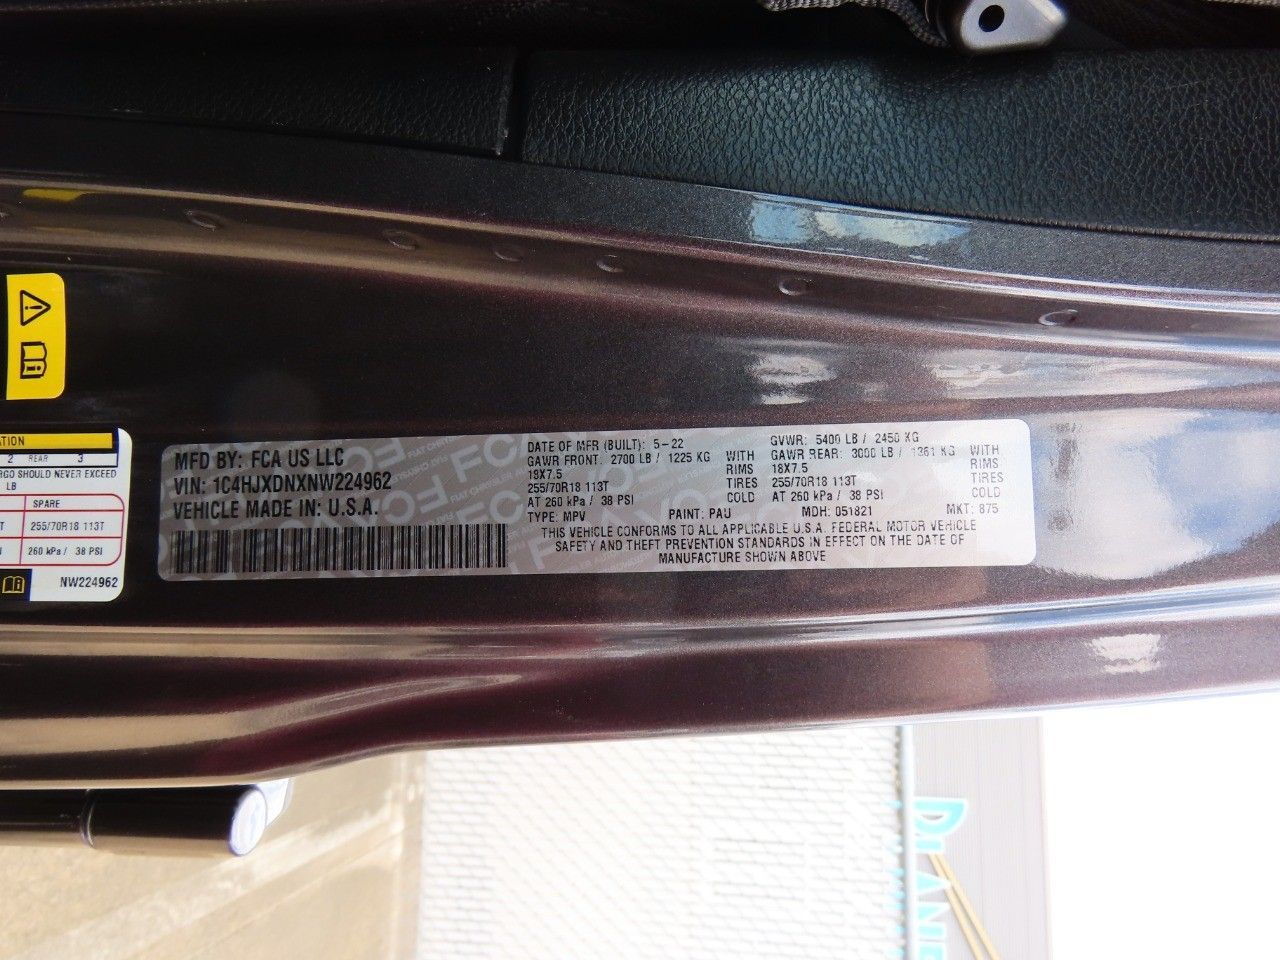 ATION
2 REAR 3
RGO SHOULD NEVER EXCEED
LB
SPARE
T 255/70R18 113T
260 kPa / 38 PSI
NW224962
MFD BY: FCA US LLC
VIN: 1C4HJXDNXNW224962
VEHICLE MADE IN: U.S.A.
DATE OF MFR (BUILT): 5-22 GVWR: 5400 LB / 2450 KG
GAWR FRONT: 2700 LB / 1225 KG WITH GAWR REAR: 3000 LB / 1361 KG WITH
18X7.5 RIMS 18X7.5 RIMS
255/70R18 113T TIRES 255/70R18 113T TIRES
AT 260 kPa / 38 PSI COLD AT 260 kPa / 38 PSI COLD
TYPE: MPV PAINT: PAU MDH: 051821 MKT: 875
THIS VEHICLE CONFORMS TO ALL APPLICABLE U.S.A. FEDERAL MOTOR VEHICLE
SAFETY AND THEFT PREVENTION STANDARDS IN EFFECT ON THE DATE OF
MANUFACTURE SHOWN ABOVE
FCA
PLANE